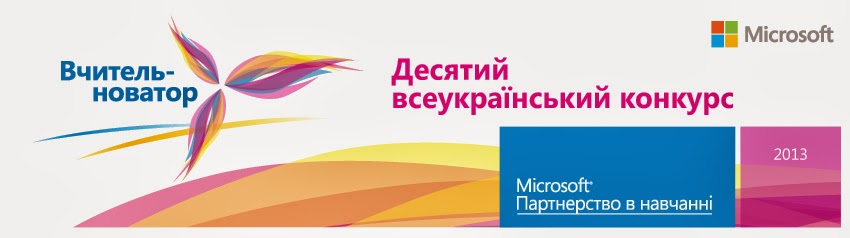 Вчитель-
новатор
Десятий
всеукраїнський конкурс
Microsoft
Microsoft®
Партнерство в навчанні
2013